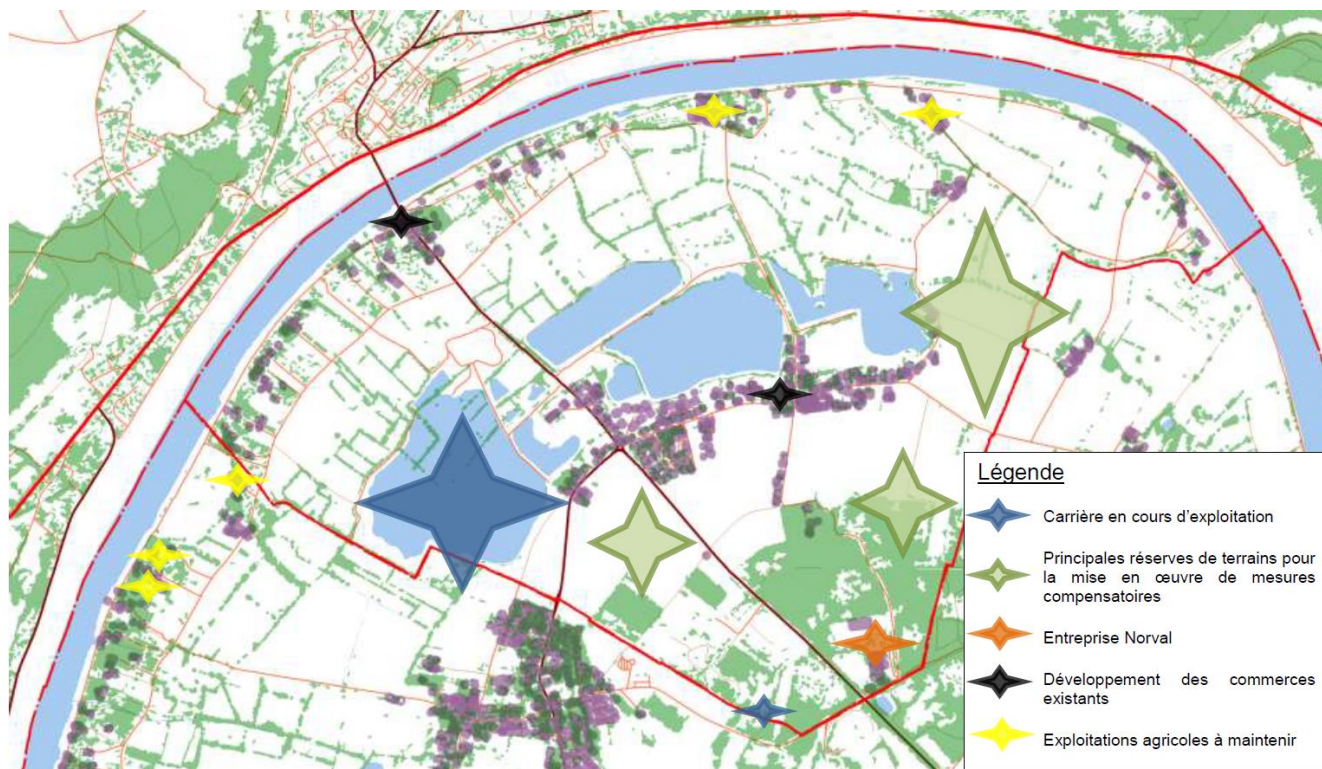 Légende
Carrière en cours d'exploitation
Principales réserves de terrains pour
la mise en œuvre de mesures
compensatoires
Entreprise Norval
Développement des commerces
existants
Exploitations agricoles à maintenir